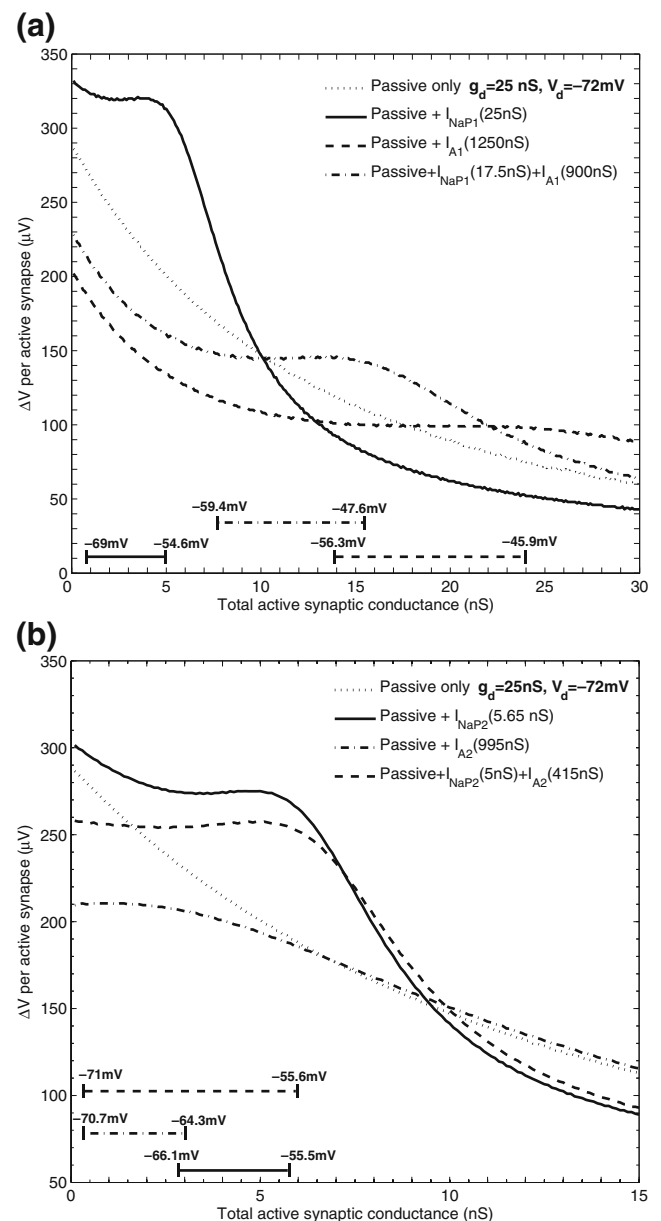 (a)
350
300
250
200
150
100
50
0
ΔV per active synapse (μV)
Passive only g_d=25 nS, V_d=−72mV
Passive + I_NaP1(25nS)
Passive + I_A1(1250nS)
Passive+I_NaP1(17.5nS)+I_A1(900nS)
−59.4mV −47.6mV
−69mV −54.6mV −56.3mV −45.9mV
0 5 10 15 20 25 30
Total active synaptic conductance (nS)
(b)
350
300
250
200
150
100
50
ΔV per active synapse (μV)
Passive only g_d=25nS, V_d=−72mV
Passive + I_NaP2(5.65 nS)
Passive + I_A2(995nS)
Passive+I_NaP2(5nS)+I_A2(415nS)
−71mV −55.6mV
−70.7mV −64.3mV
−66.1mV −55.5mV
0 5 10 15
Total active synaptic conductance (nS)